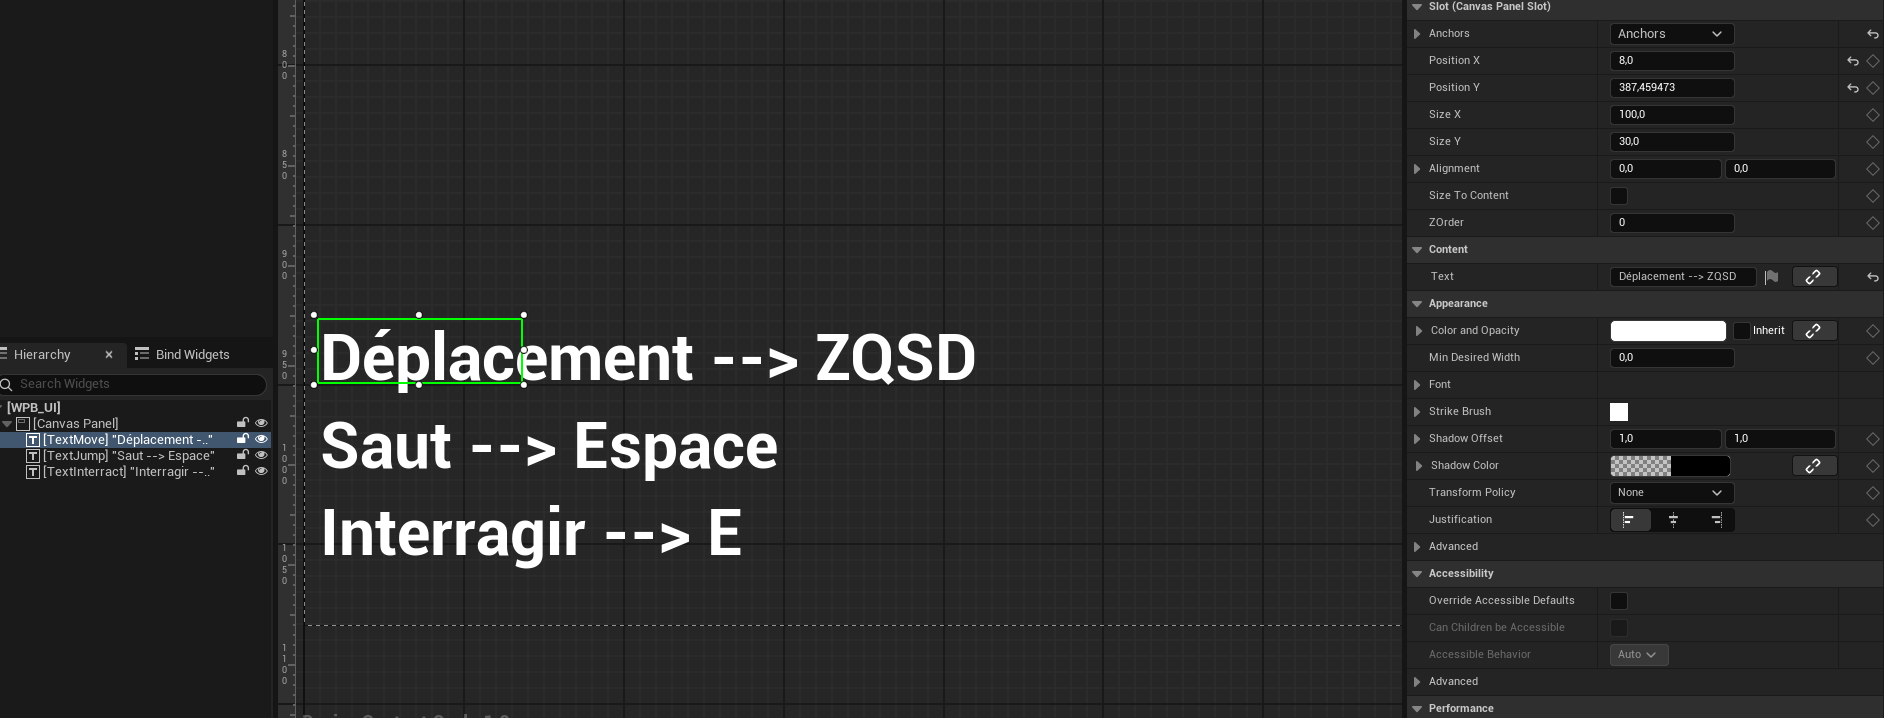 Hierarchy
Bind Widgets
Search Widgets
[WPB_UI]
[Canvas Panel]
[TextMove] "Déplacement -.."
[TextJump] "Saut --> Espace"
[TextInterract] "Interragir --.."
800
850
900
950
1000
1050
1100
Déplacement --> ZQSD
Saut --> Espace
Interragir --> E
Slot (Canvas Panel Slot)
Anchors Anchors
Position X 8,0
Position Y 387,459473
Size X 100,0
Size Y 30,0
Alignment 0,0 0,0
Size To Content
ZOrder 0
Content
Text Déplacement --> ZQSD
Appearance
Color and Opacity Inherit
Min Desired Width 0,0
Font
Strike Brush
Shadow Offset 1,0 1,0
Shadow Color
Transform Policy None
Justification
Advanced
Accessibility
Override Accessible Defaults
Can Children be Accessible
Accessible Behavior Auto
Advanced
Performance